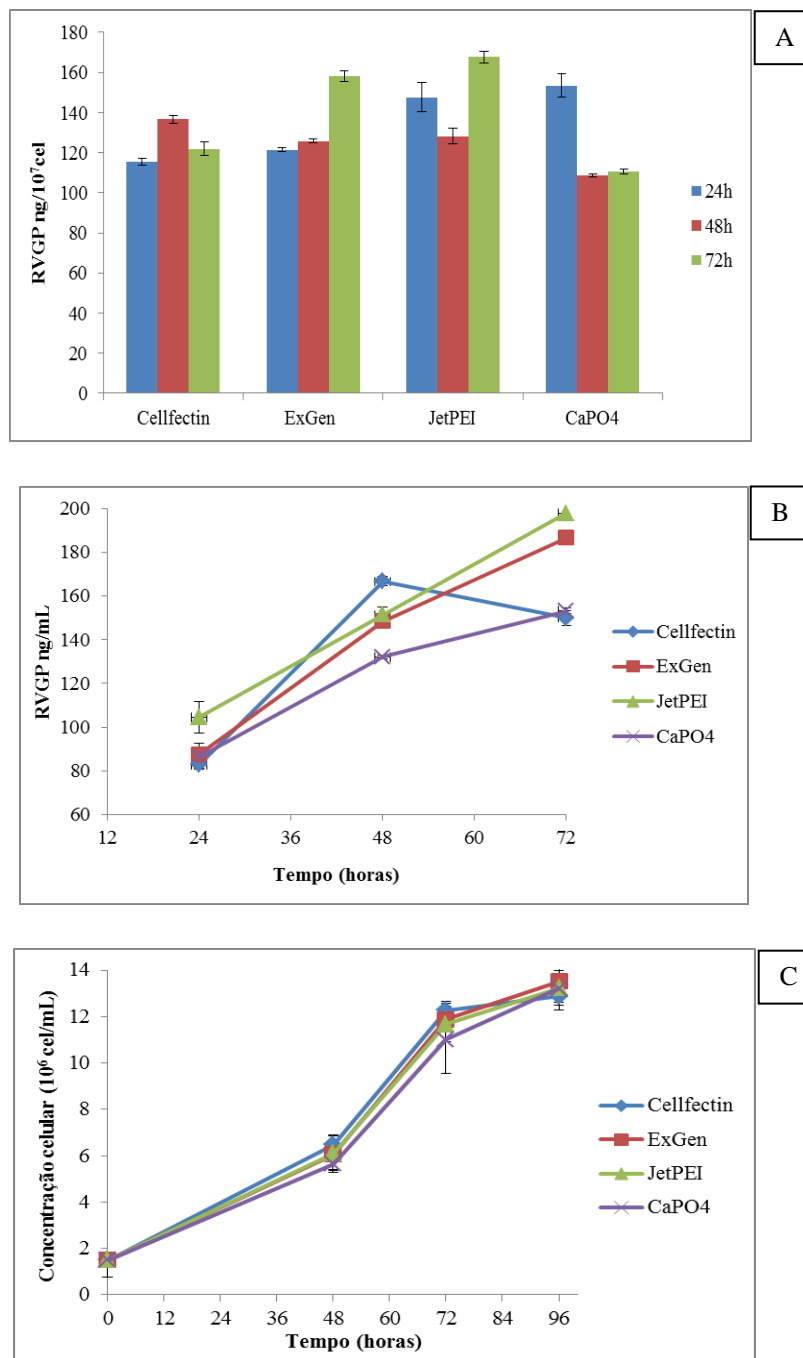 A
180
160
140
120
100
80
60
40
20
0
RVGP ng/10⁷cel
Cellfectin ExGen JetPEI CaPO4
24h
48h
72h
B
200
180
160
140
120
100
80
60
RVGP ng/mL
12 24 36 48 60 72
Tempo (horas)
Cellfectin
ExGen
JetPEI
CaPO4
C
14
12
10
8
6
4
2
0
Concentração celular (10⁶ cel/mL)
0 12 24 36 48 60 72 84 96
Tempo (horas)
Cellfectin
ExGen
JetPEI
CaPO4